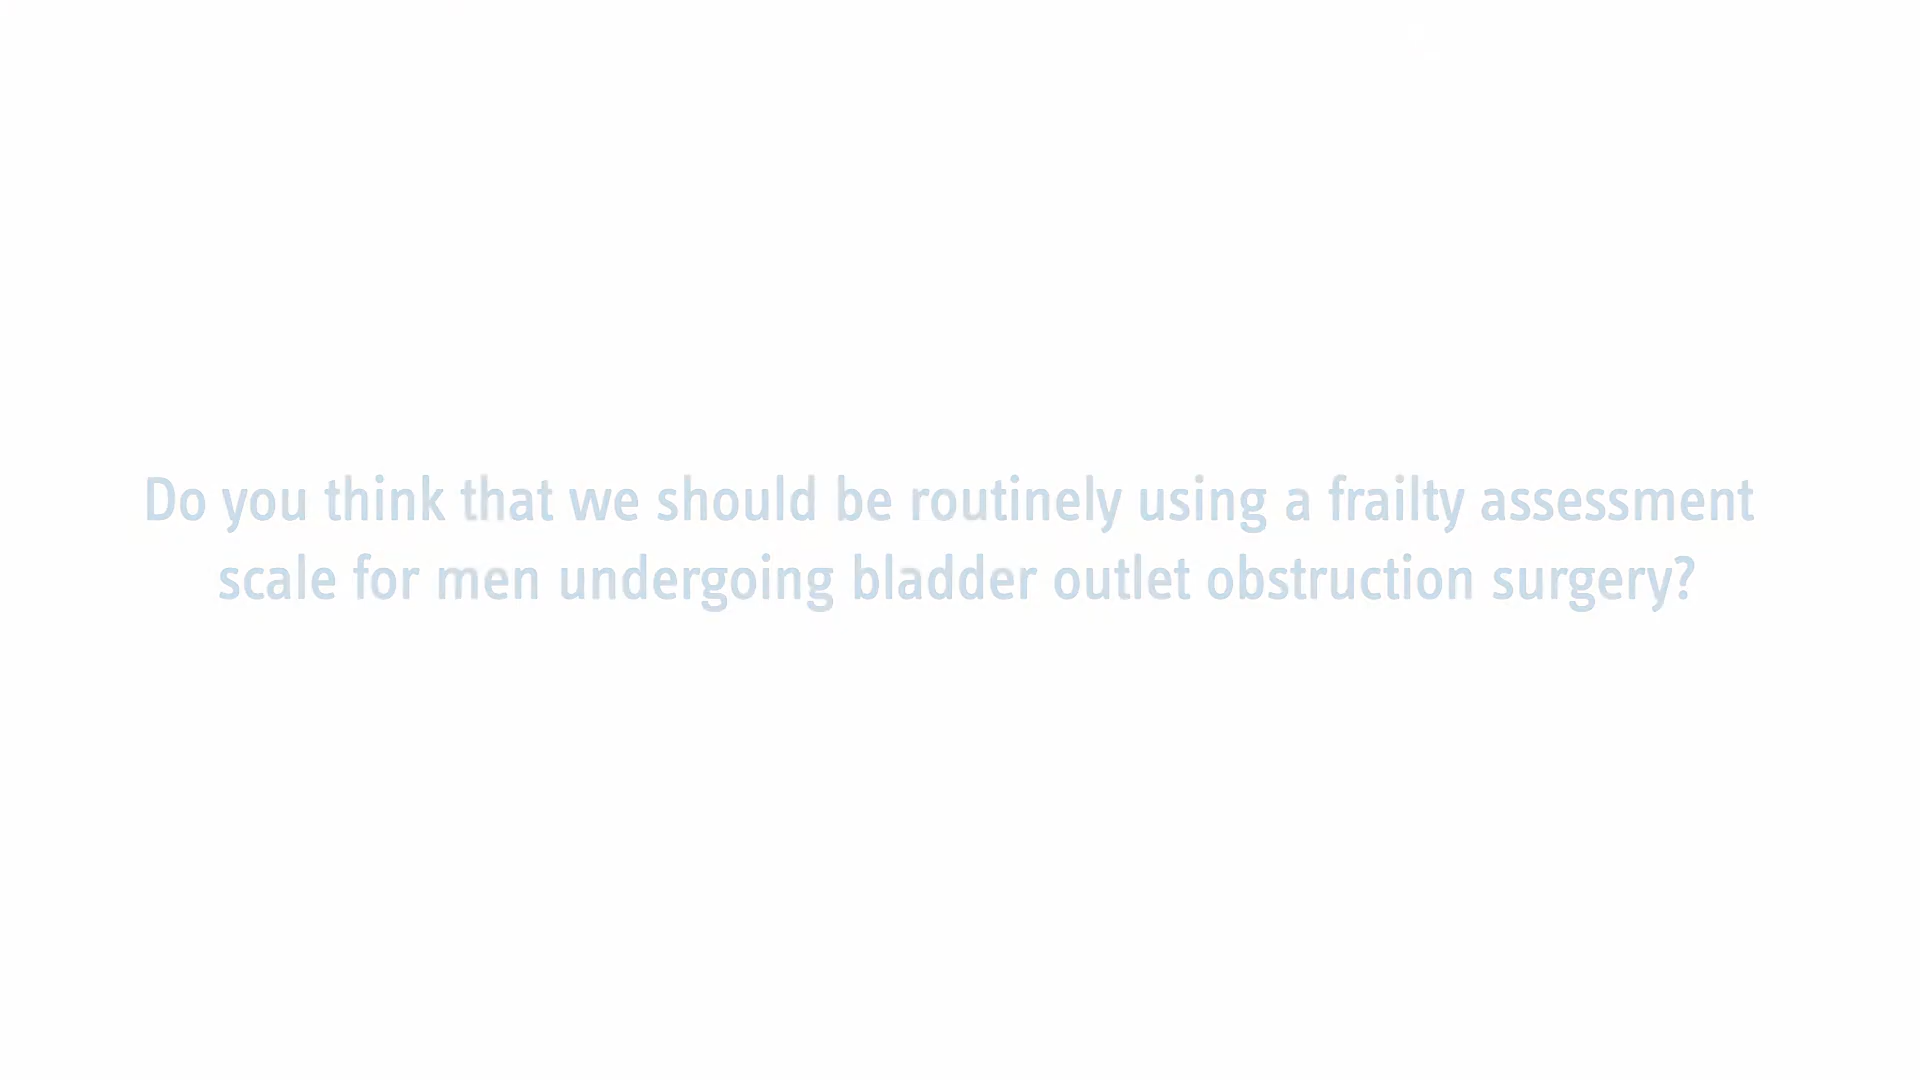 Do you think that we should be routinely using a frailty assessment
scale for men undergoing bladder outlet obstruction surgery?